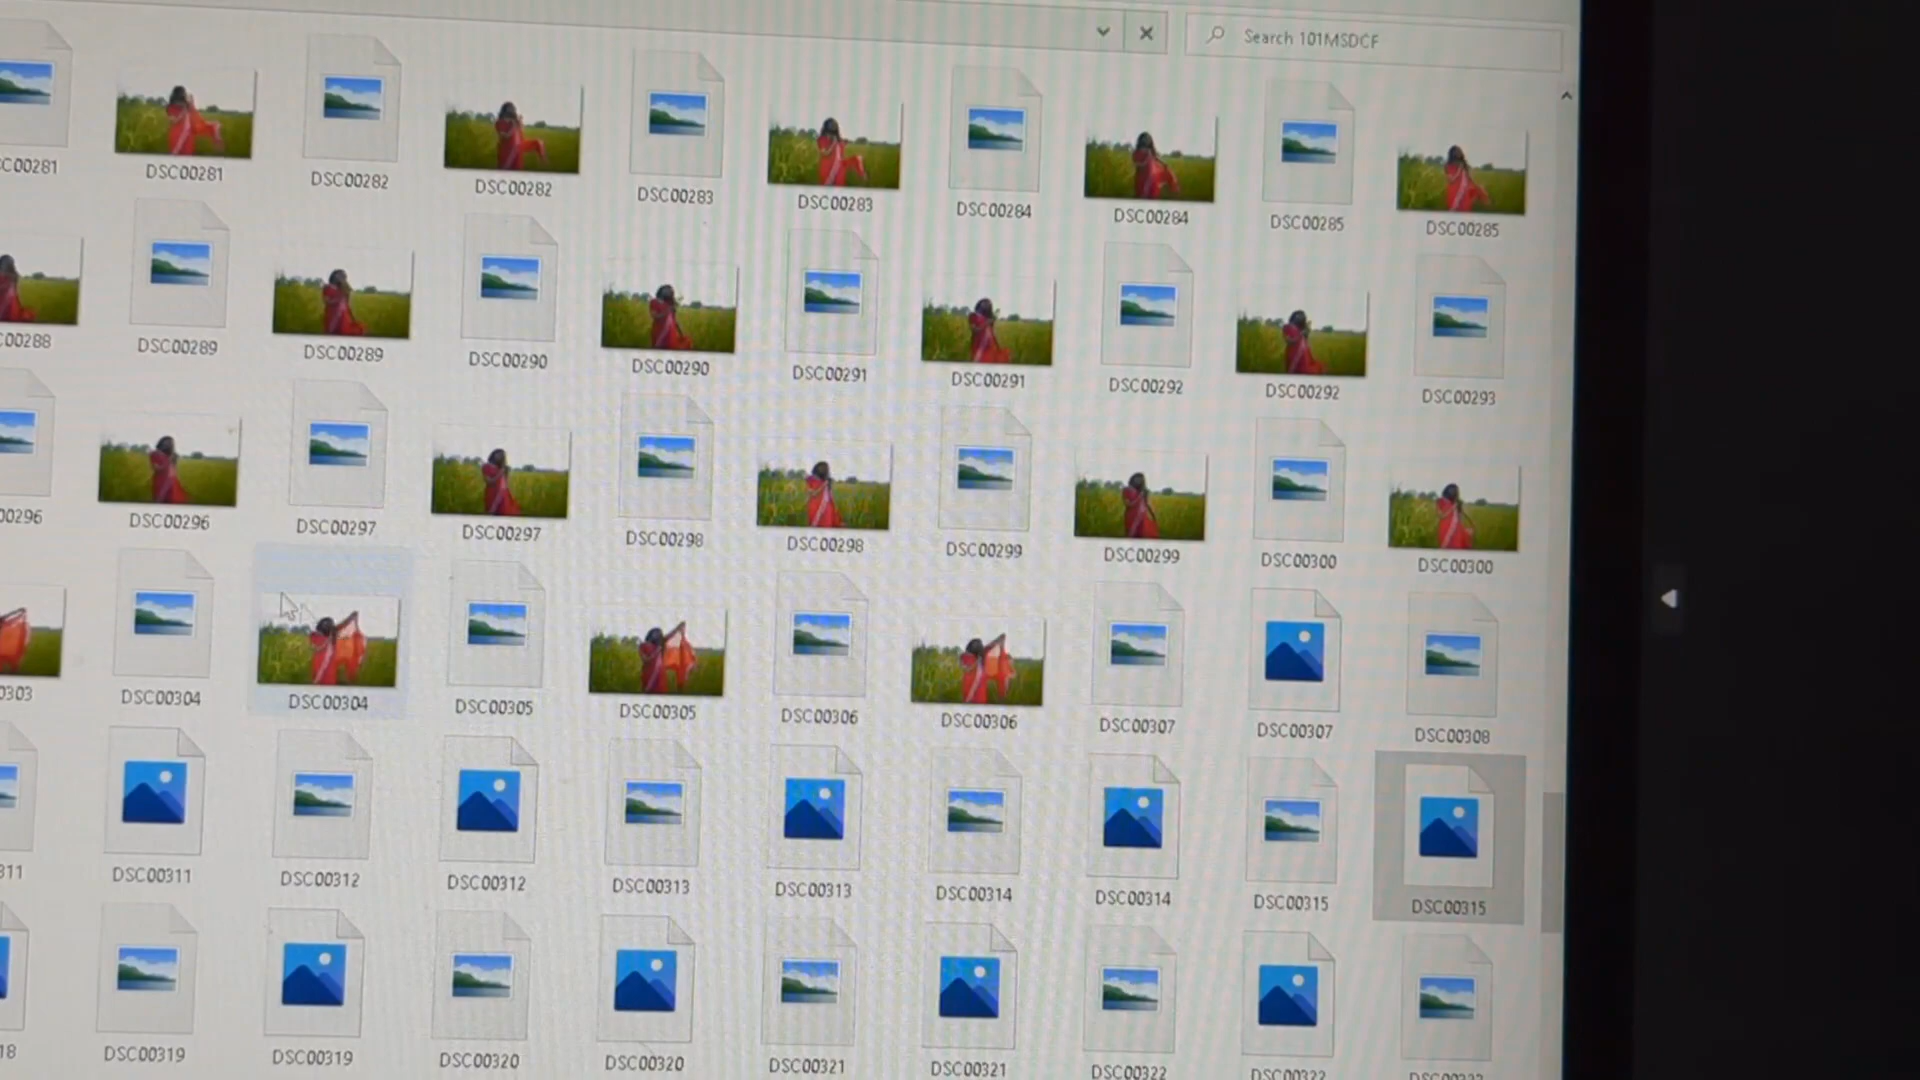 Search 101MSDCF
C00281 DSC00281 DSC00282 DSC00282 DSC00283 DSC00283 DSC00284 DSC00284 DSC00285 DSC00285
C00288 DSC00289 DSC00289 DSC00290 DSC00290 DSC00291 DSC00291 DSC00292 DSC00292 DSC00293
00296 DSC00296 DSC00297 DSC00297 DSC00298 DSC00298 DSC00299 DSC00299 DSC00300 DSC00300
00303 DSC00304 DSC00304 DSC00305 DSC00305 DSC00306 DSC00306 DSC00307 DSC00307 DSC00308
311 DSC00311 DSC00312 DSC00312 DSC00313 DSC00313 DSC00314 DSC00314 DSC00315 DSC00315
18 DSC00319 DSC00319 DSC00320 DSC00320 DSC00321 DSC00321 DSC00322 DSC00322